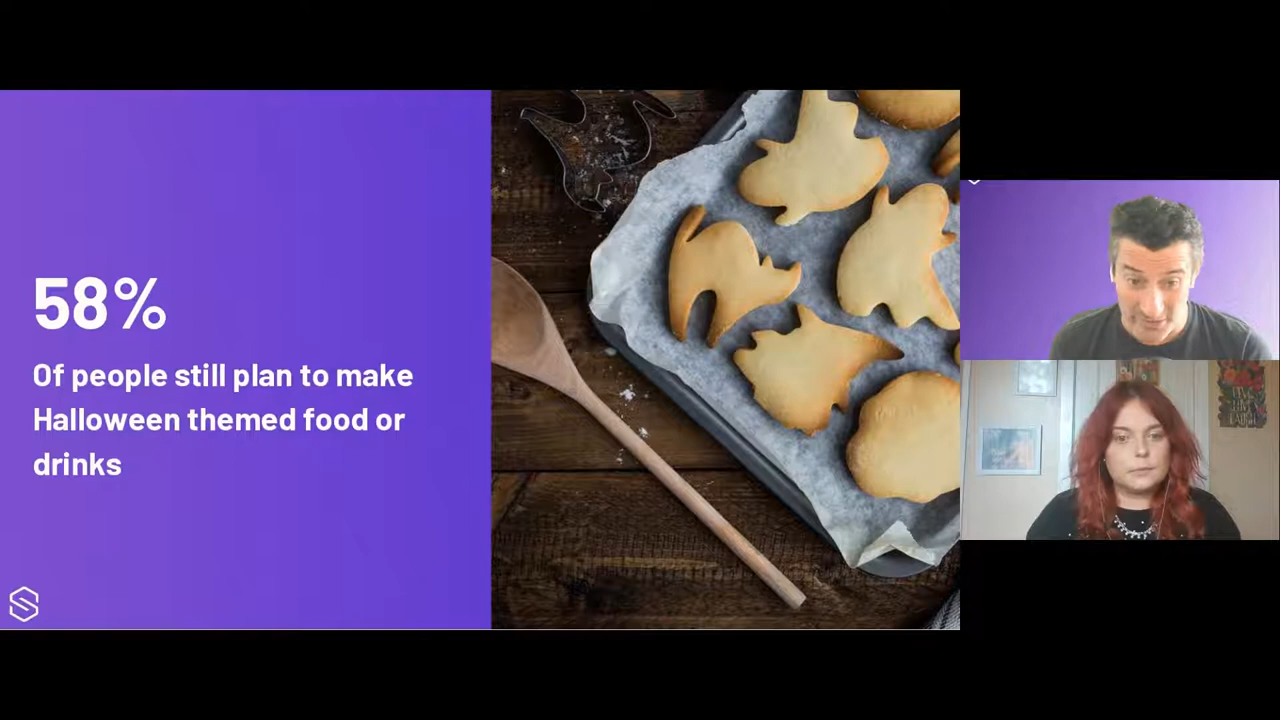 58%
Of people still plan to make
Halloween themed food or
drinks